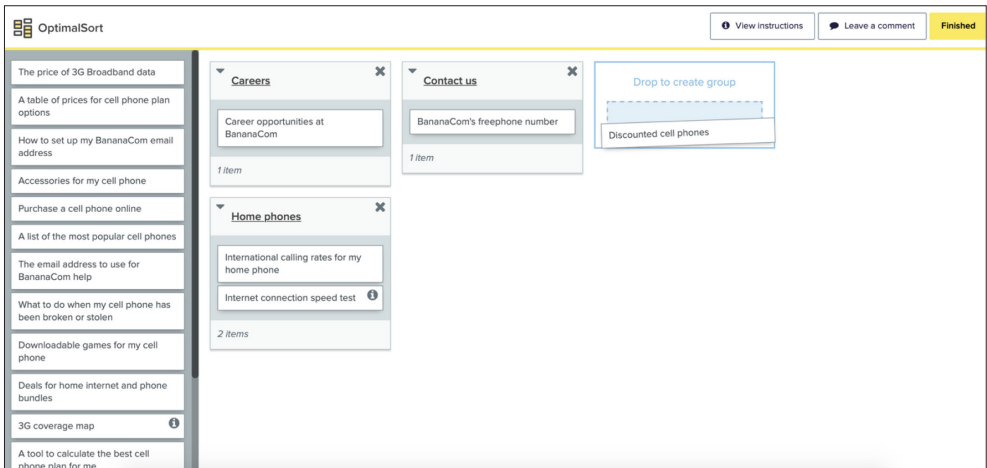 OptimalSort
View instructions
Leave a comment
Finished
The price of 3G Broadband data
A table of prices for cell phone plan
options
How to set up my BananaCom email
address
Accessories for my cell phone
Purchase a cell phone online
A list of the most popular cell phones
The email address to use for
BananaCom help
What to do when my cell phone has
been broken or stolen
Downloadable games for my cell
phone
Deals for home internet and phone
bundles
3G coverage map
A tool to calculate the best cell
phone plan for me
Careers
Career opportunities at
BananaCom
1 item
Contact us
BananaCom's freephone number
1 item
Drop to create group
Discounted cell phones
Home phones
International calling rates for my
home phone
Internet connection speed test
2 items